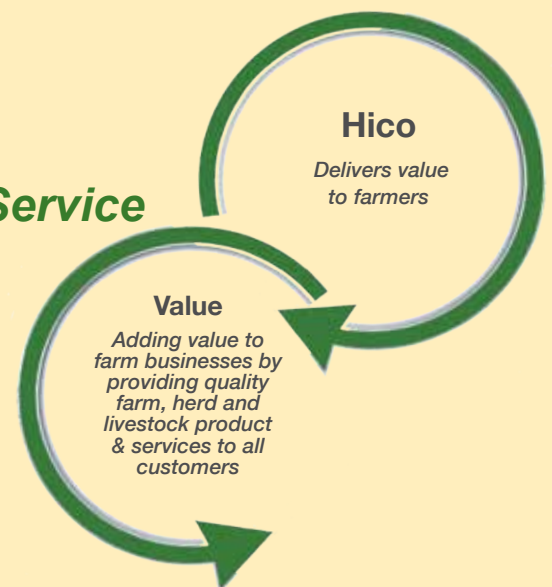 Hico
Delivers value
to farmers
Service
Value
Adding value to
farm businesses by
providing quality
farm, herd and
livestock product
& services to all
customers